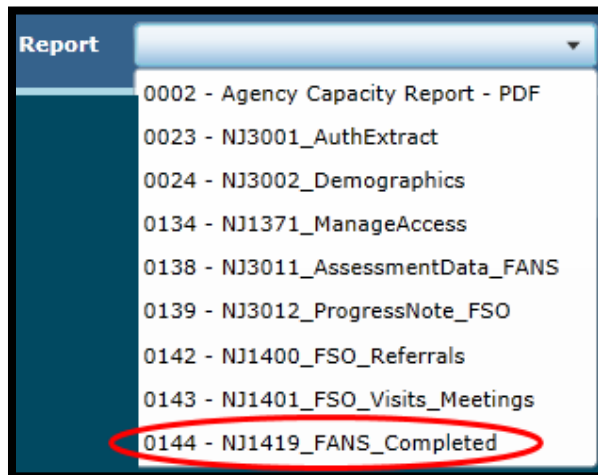 Report
0002 - Agency Capacity Report - PDF
0023 - NJ3001_AuthExtract
0024 - NJ3002_Demographics
0134 - NJ1371_ManageAccess
0138 - NJ3011_AssessmentData_FANS
0139 - NJ3012_ProgressNote_FSO
0142 - NJ1400_FSO_Referrals
0143 - NJ1401_FSO_Visits_Meetings
0144 - NJ1419_FANS_Completed